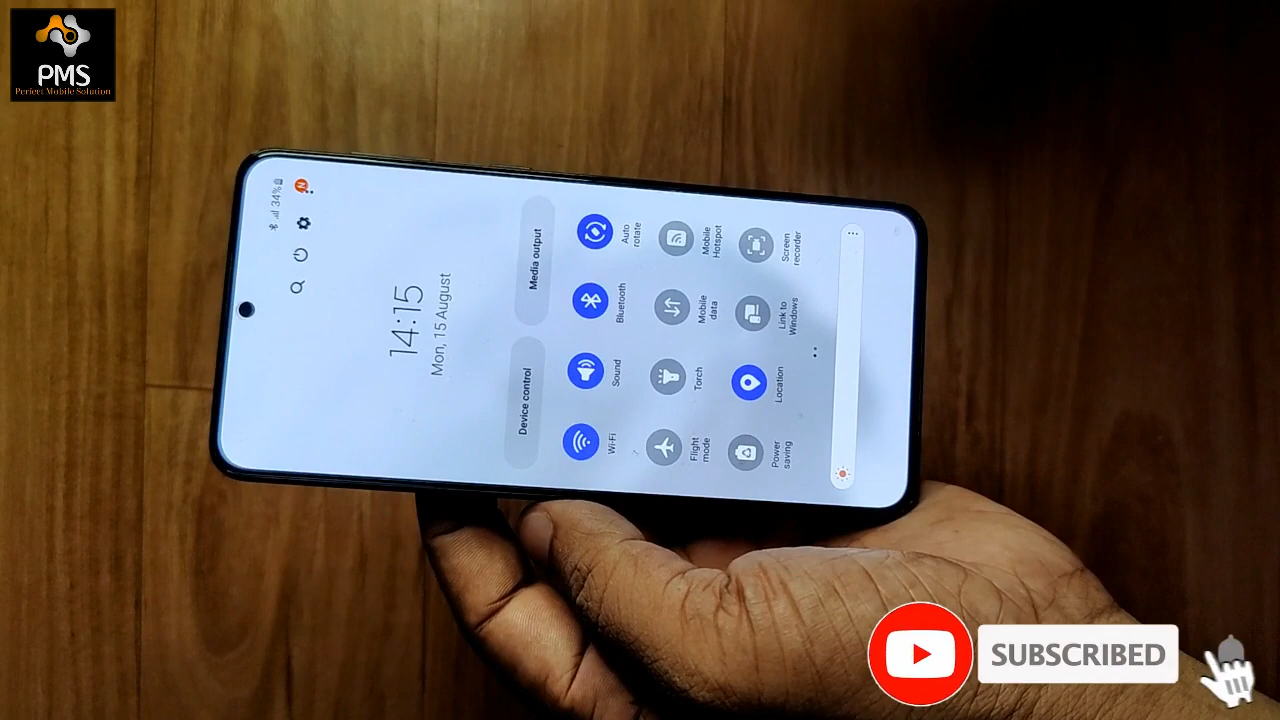 PMS
Perfect Mobile Solution
34%
N
14:15
Mon, 15 August
Device control
Media output
Wi-Fi
Sound
Bluetooth
Auto
rotate
Flight
mode
Torch
Mobile
data
Mobile
Hotspot
Power
saving
Location
Link to
Windows
Screen
recorder
SUBSCRIBED